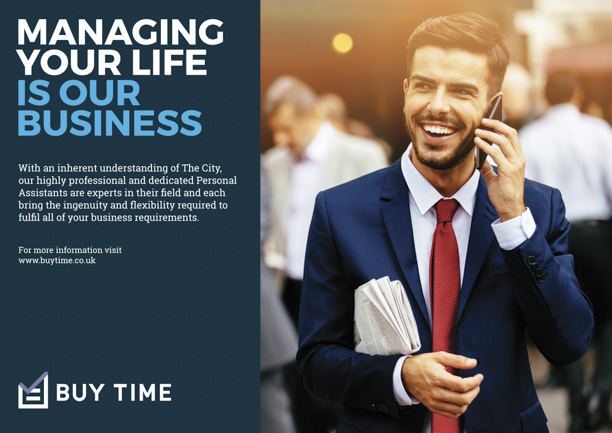 MANAGING
YOUR LIFE
IS OUR
BUSINESS
With an inherent understanding of The City,
our highly professional and dedicated Personal
Assistants are experts in their field and each
bring the ingenuity and flexibility required to
fulfil all of your business requirements.
For more information visit
www.buytime.co.uk
BUY TIME